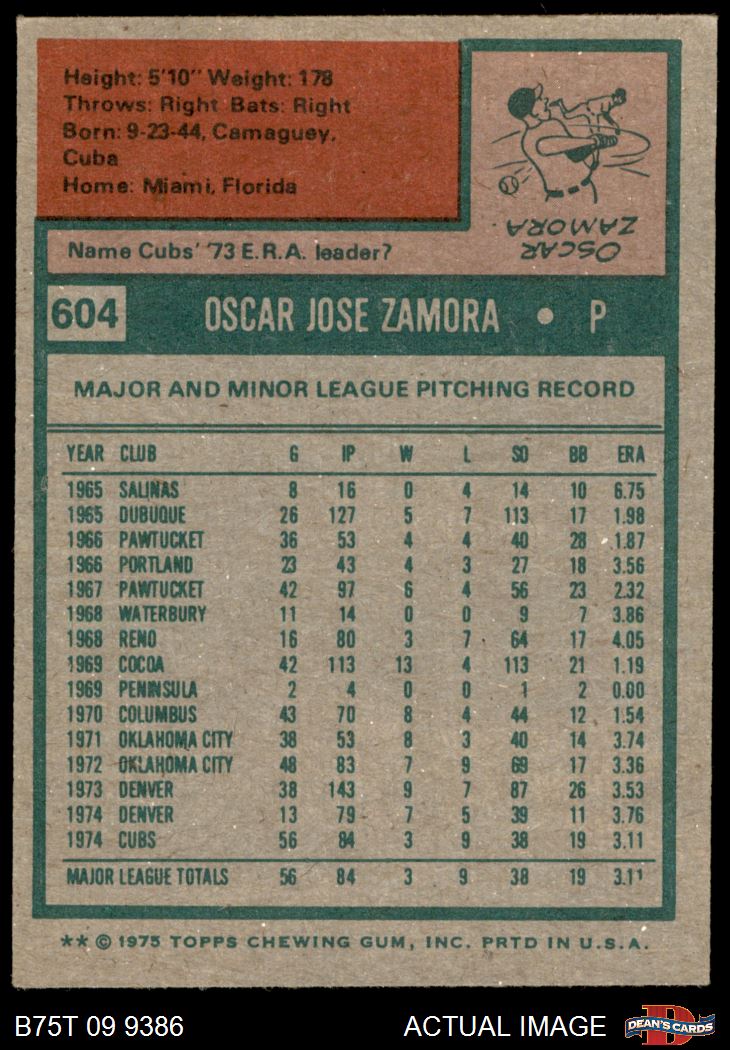 Height: 5'10" Weight: 178
Throws: Right Bats: Right
Born: 9-23-44, Camaguey,
Cuba
Home: Miami, Florida
Name Cubs' '73 E.R.A. leader?
OSCAR
ZAMORA
604 OSCAR JOSE ZAMORA • P
MAJOR AND MINOR LEAGUE PITCHING RECORD
YEAR CLUB G IP W L SO BB ERA
1965 SALINAS 8 16 0 4 14 10 6.75
1965 DUBUQUE 26 127 5 7 113 17 1.98
1966 PAWTUCKET 36 53 4 4 40 28 1.87
1966 PORTLAND 23 43 4 3 27 18 3.56
1967 PAWTUCKET 42 97 6 4 56 23 2.32
1968 WATERBURY 11 14 0 0 9 7 3.86
1968 RENO 16 80 3 7 64 17 4.05
1969 COCOA 42 113 13 4 113 21 1.19
1969 PENINSULA 2 4 0 0 1 2 0.00
1970 COLUMBUS 43 70 8 4 44 12 1.54
1971 OKLAHOMA CITY 38 53 8 3 40 14 3.74
1972 OKLAHOMA CITY 48 83 7 9 69 17 3.36
1973 DENVER 38 143 9 7 87 26 3.53
1974 DENVER 13 79 7 5 39 11 3.76
1974 CUBS 56 84 3 9 38 19 3.11
MAJOR LEAGUE TOTALS 56 84 3 9 38 19 3.11
** © 1975 TOPPS CHEWING GUM, INC. PRTD IN U.S.A.
B75T 09 9386 ACTUAL IMAGE D DEAN'S CARDS